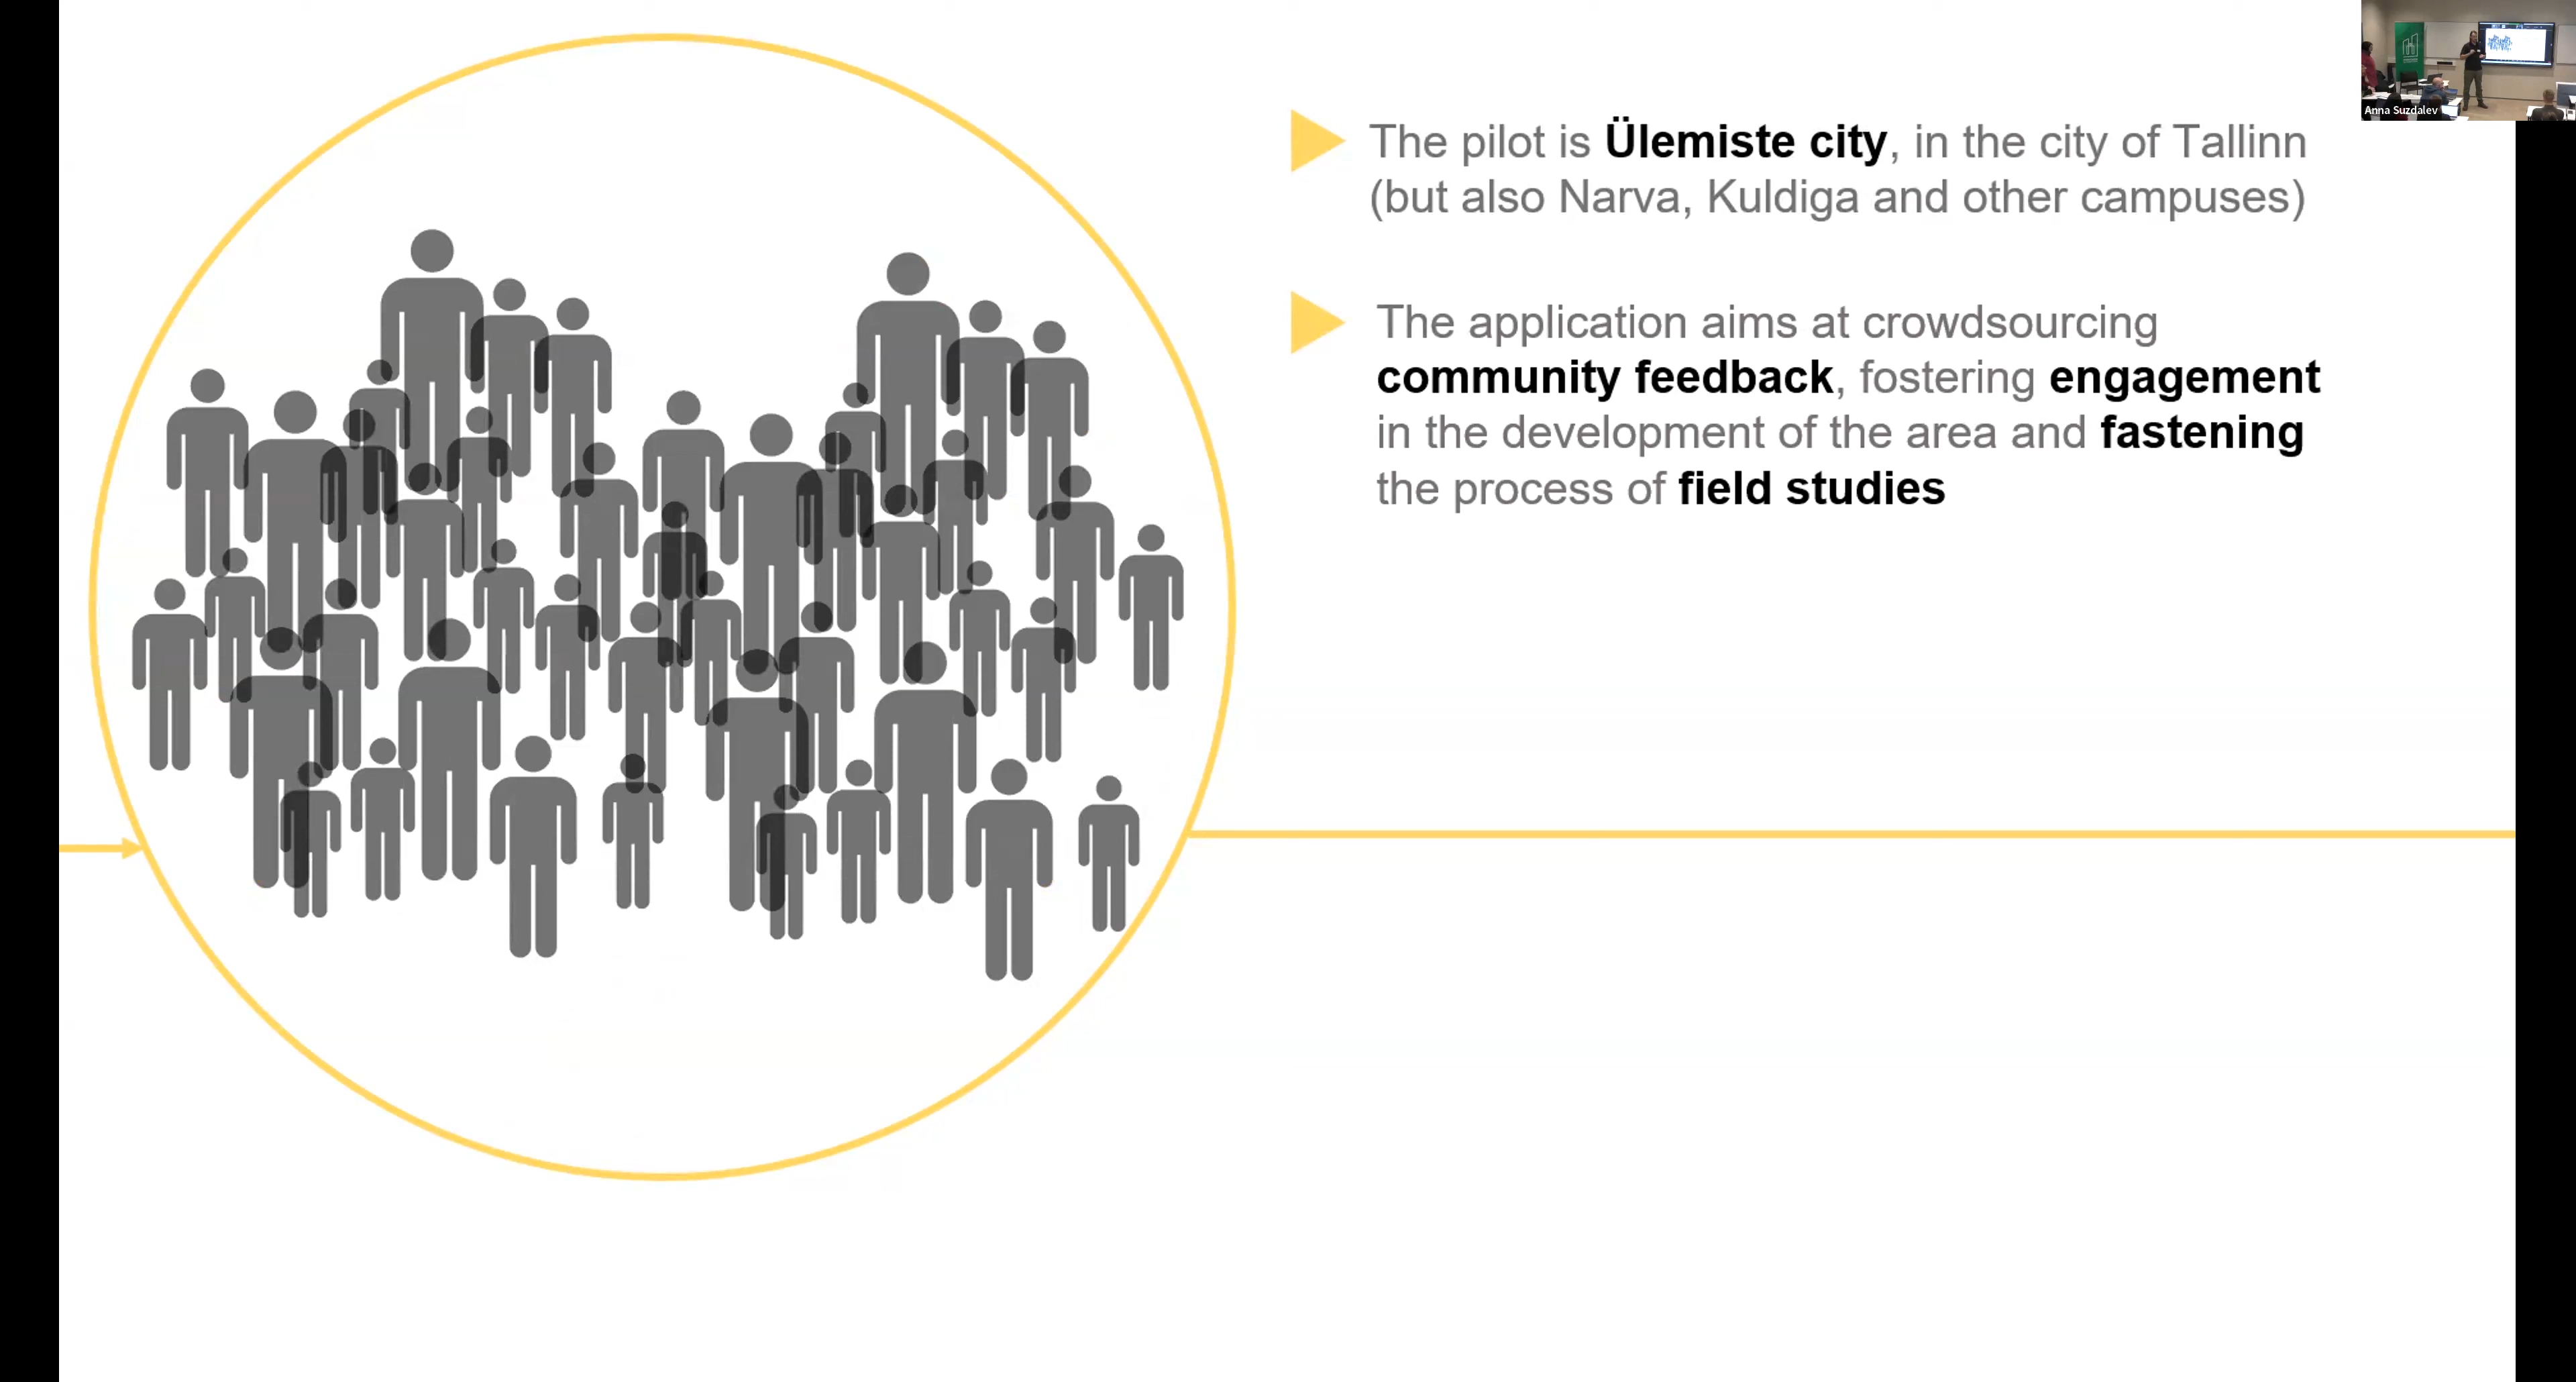 The pilot is Ülemiste city, in the city of Tallinn
(but also Narva, Kuldiga and other campuses)
The application aims at crowdsourcing
community feedback, fostering engagement
in the development of the area and fastening
the process of field studies
Anna Suzdalev